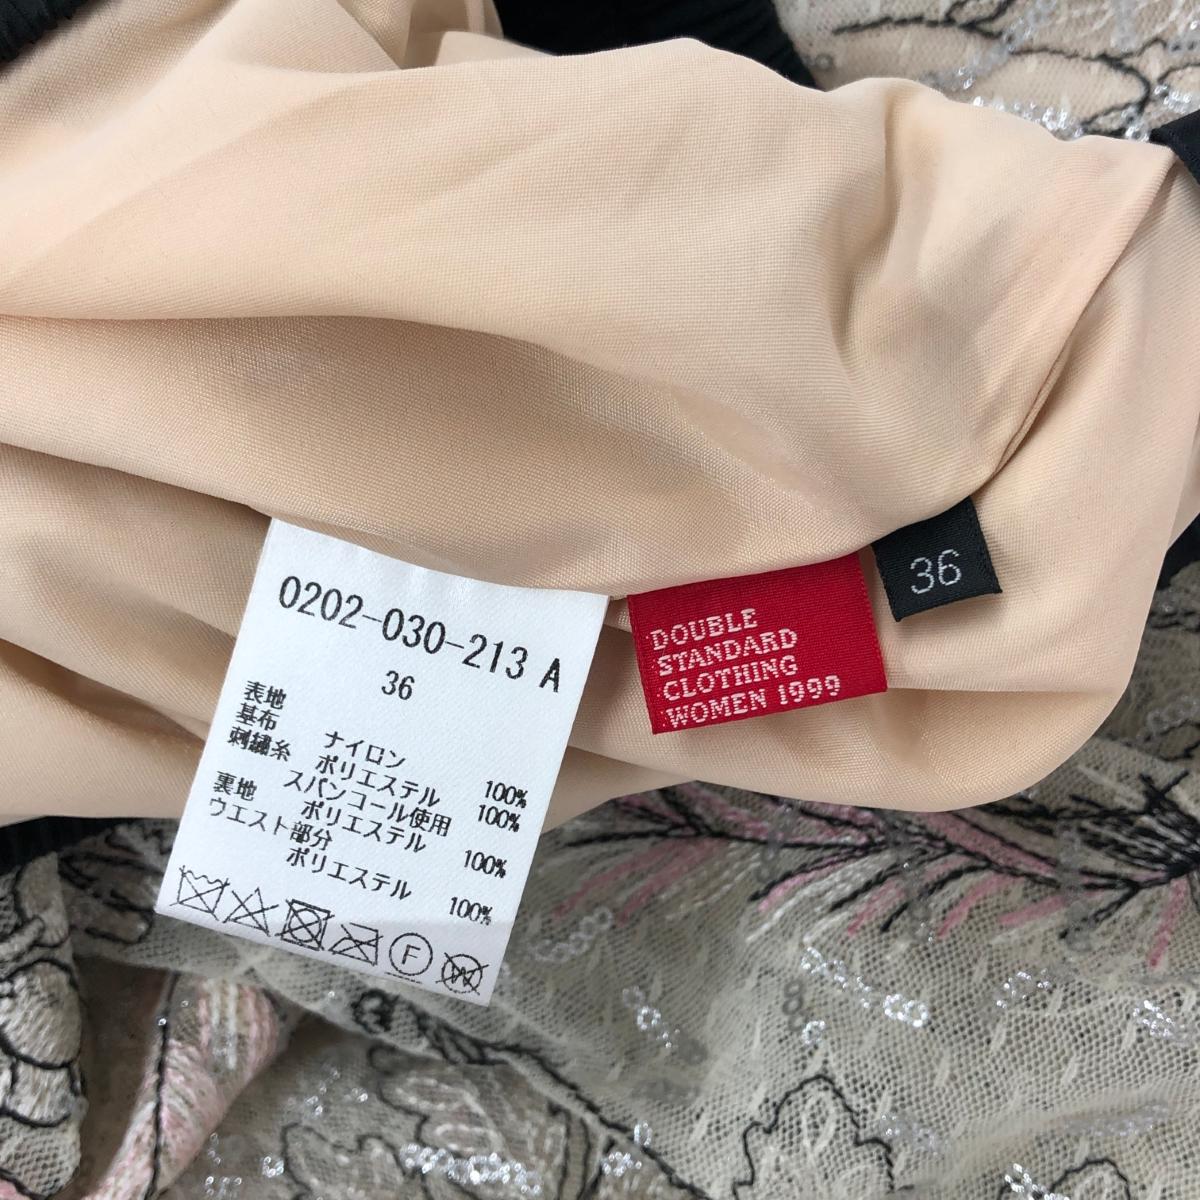 0202-030-213 A
36
表地
基布 ナイロン 100%
刺繍糸 ポリエステル 100%
スパンコール使用
裏地 ポリエステル 100%
ウエスト部分
ポリエステル 100%
F
W
DOUBLE
STANDARD
CLOTHING
WOMEN 1999
36